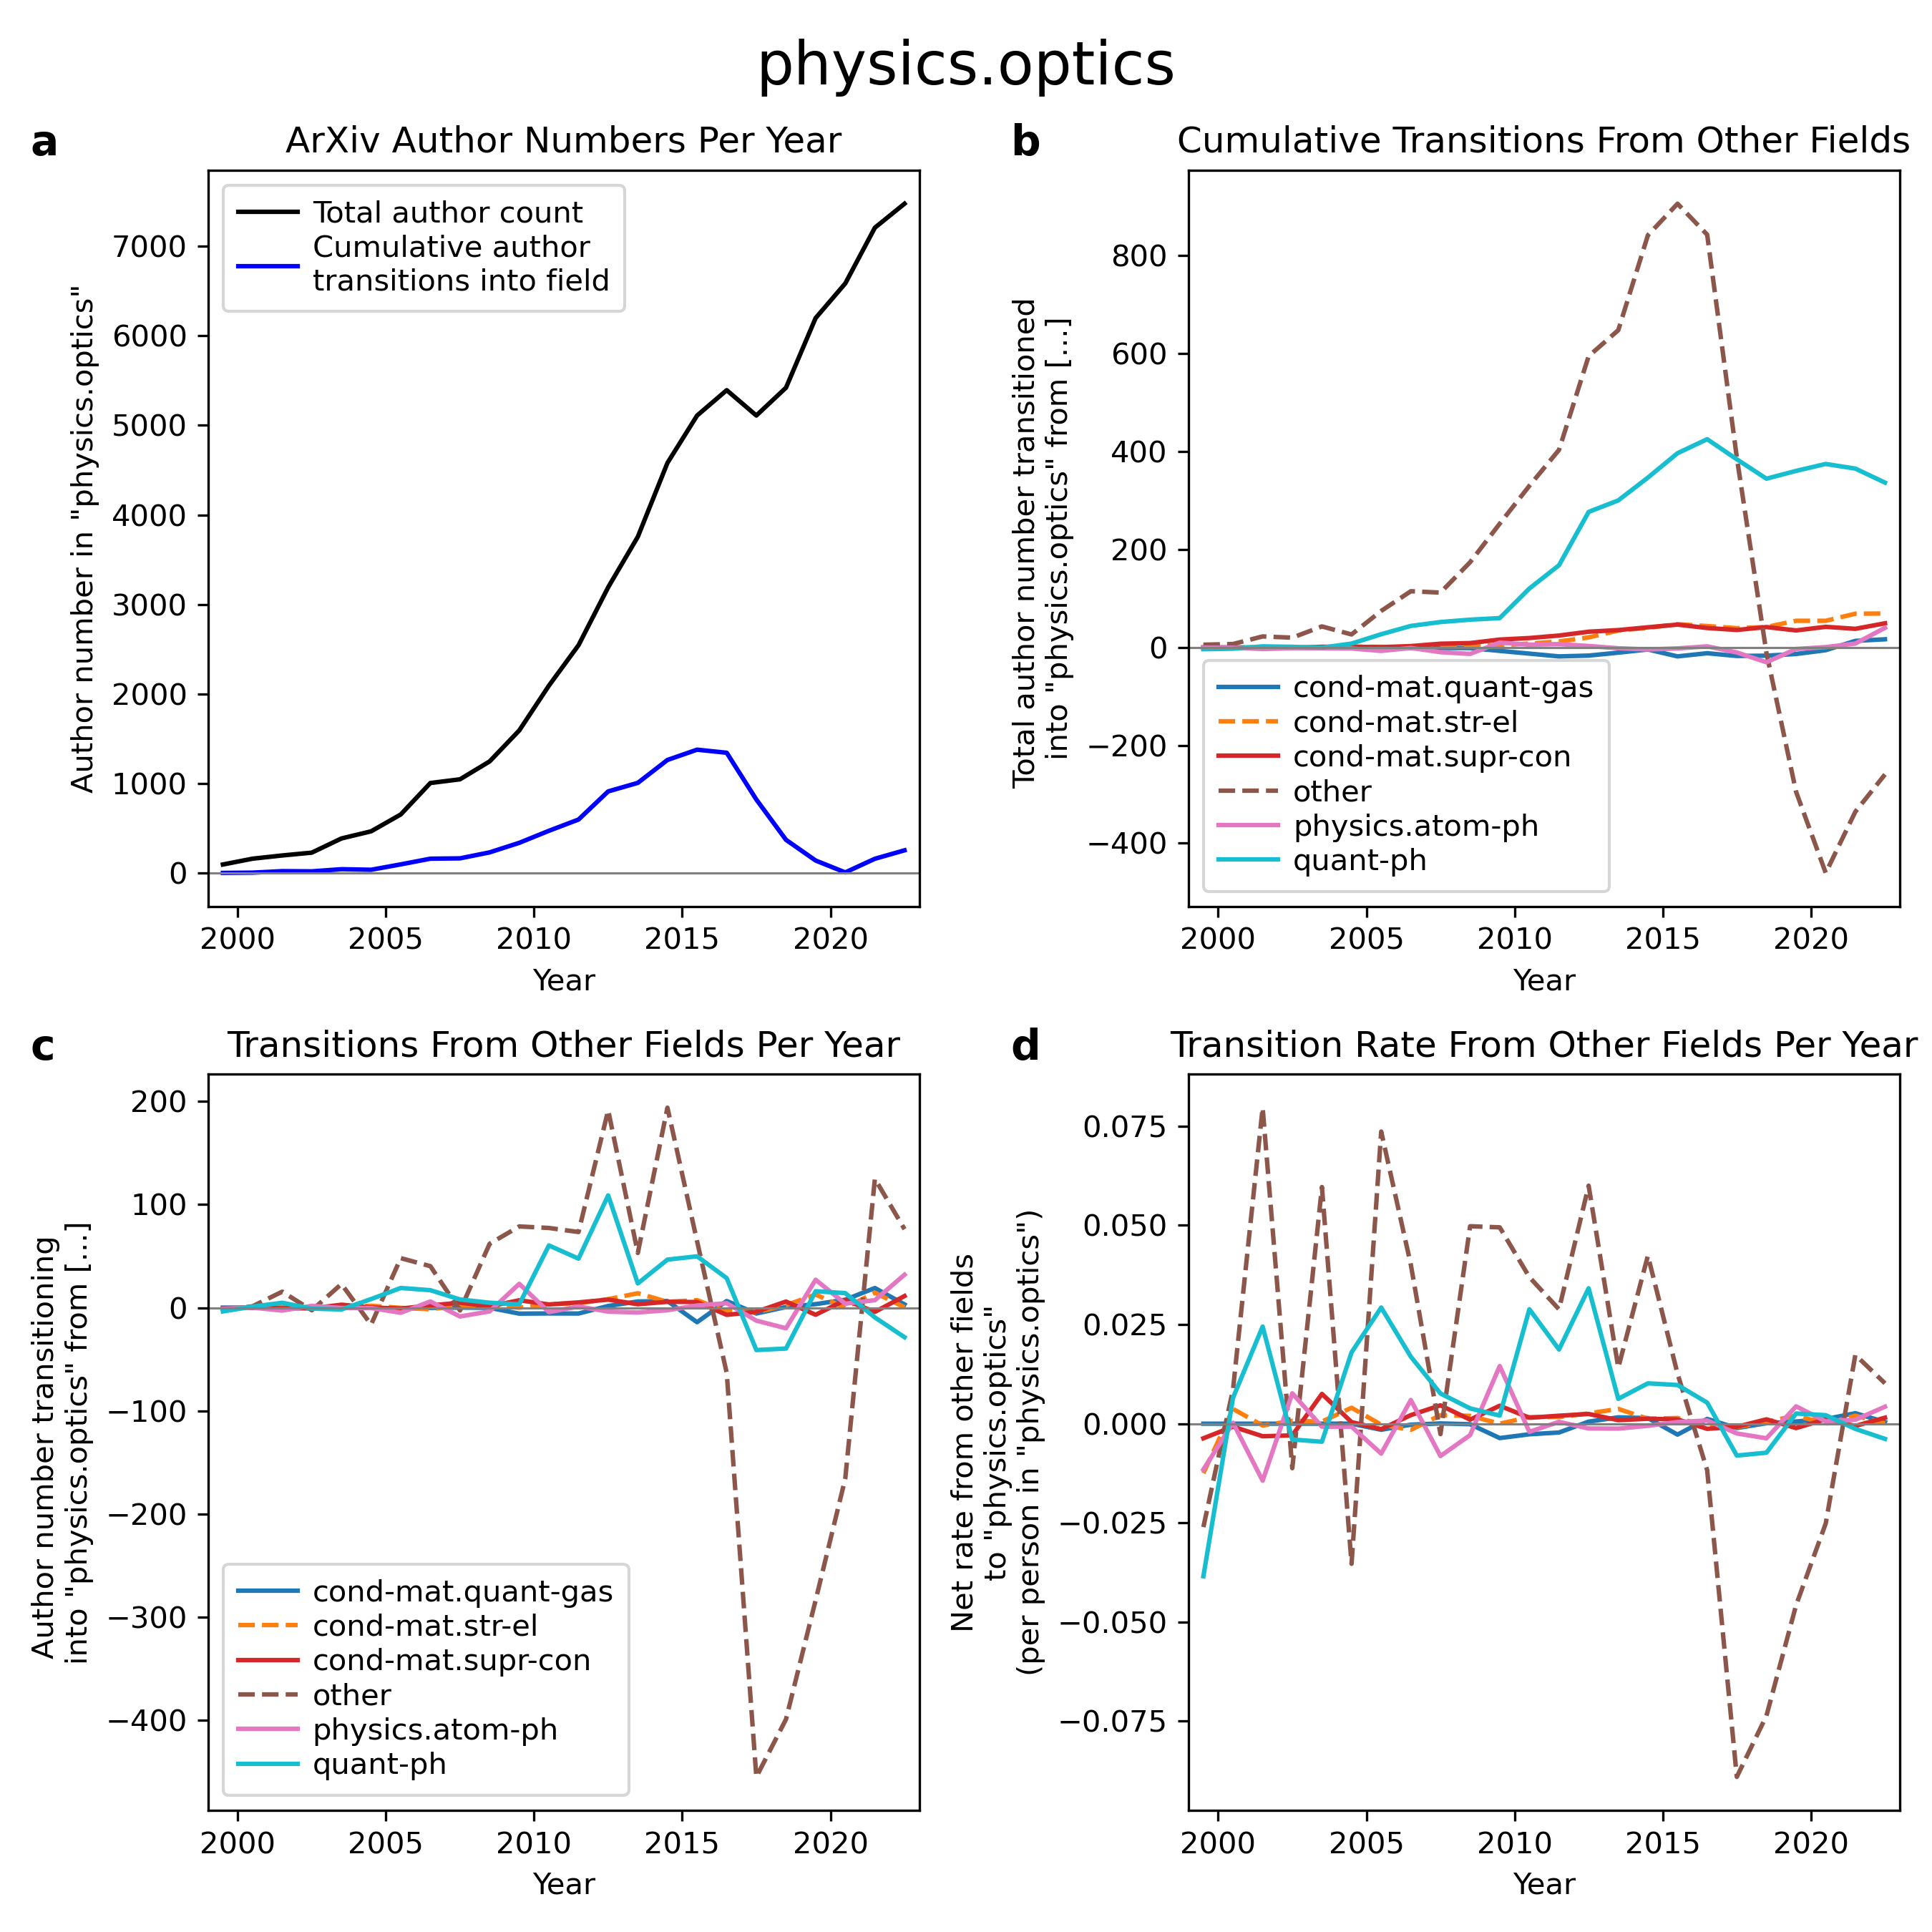 physics.optics
a
ArXiv Author Numbers Per Year
Total author count
Cumulative author
transitions into field
Author number in "physics.optics"
7000
6000
5000
4000
3000
2000
1000
0
2000
2005
2010
2015
2020
Year
b
Cumulative Transitions From Other Fields
Total author number transitioned
into "physics.optics" from [...]
800
600
400
200
0
−200
−400
cond-mat.quant-gas
cond-mat.str-el
cond-mat.supr-con
other
physics.atom-ph
quant-ph
2000
2005
2010
2015
2020
Year
c
Transitions From Other Fields Per Year
Author number transitioning
into "physics.optics" from [...]
200
100
0
−100
−200
−300
−400
cond-mat.quant-gas
cond-mat.str-el
cond-mat.supr-con
other
physics.atom-ph
quant-ph
2000
2005
2010
2015
2020
Year
d
Transition Rate From Other Fields Per Year
Net rate from other fields
to "physics.optics"
(per person in "physics.optics")
0.075
0.050
0.025
0.000
−0.025
−0.050
−0.075
2000
2005
2010
2015
2020
Year